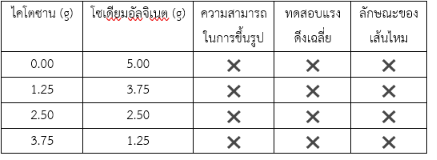 ไคโตซาน (g) โซเดียมอัลจิเนต (g) ความสามารถในการขึ้นรูป ทดสอบแรงดึงเฉลี่ย ลักษณะของเส้นไหม
0.00 5.00 ✕ ✕ ✕
1.25 3.75 ✕ ✕ ✕
2.50 2.50 ✕ ✕ ✕
3.75 1.25 ✕ ✕ ✕